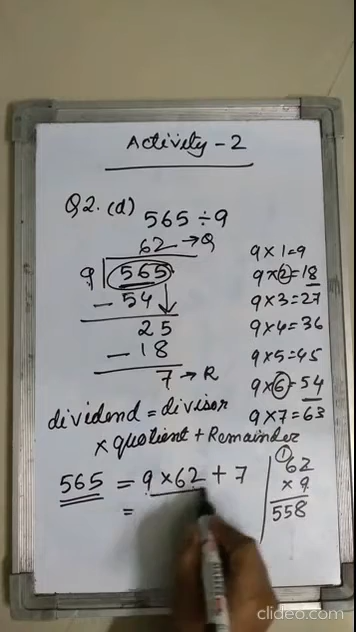 Activity - 2
Q2. (d) 565 ÷ 9
62 → Q
9 565
- 54 ↓
25
- 18
7 → R
9 × 1 = 9
9 × 2 = 18
9 × 3 = 27
9 × 4 = 36
9 × 5 = 45
9 × 6 = 54
9 × 7 = 63
dividend = divisor
× quotient + Remainder
565 = 9 × 62 + 7
=
1
62
× 9
558
clideo.com